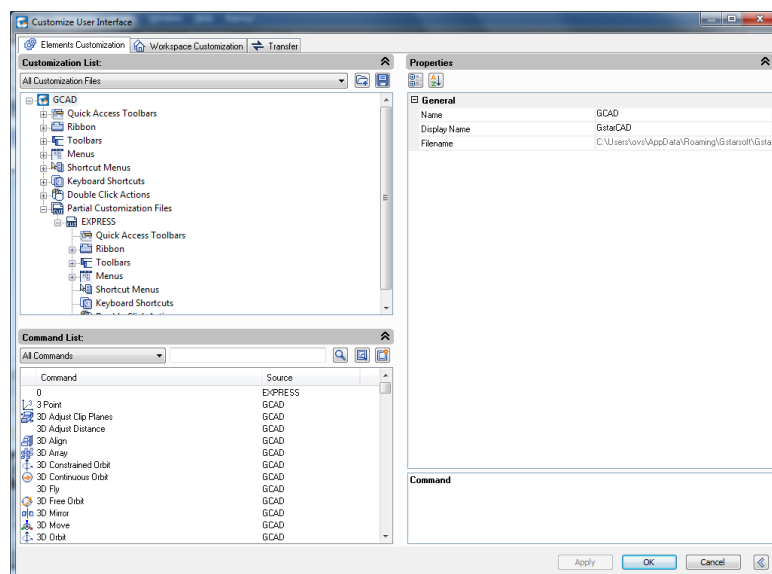 Customize User Interface
Elements Customization Workspace Customization Transfer
Customization List:
All Customization Files
GCAD
Quick Access Toolbars
Ribbon
Toolbars
Menus
Shortcut Menus
Keyboard Shortcuts
Double Click Actions
Partial Customization Files
EXPRESS
Quick Access Toolbars
Ribbon
Toolbars
Menus
Shortcut Menus
Keyboard Shortcuts
Command List:
All Commands
Command Source
0 EXPRESS
3 Point GCAD
3D Adjust Clip Planes GCAD
3D Adjust Distance GCAD
3D Align GCAD
3D Array GCAD
3D Constrained Orbit GCAD
3D Continuous Orbit GCAD
3D Fly GCAD
3D Free Orbit GCAD
3D Mirror GCAD
3D Move GCAD
3D Orbit GCAD
Properties
General
Name GCAD
Display Name GstarCAD
Filename C:\Users\ovs\AppData\Roaming\Gstarsoft\Gsta
Command
Apply OK Cancel